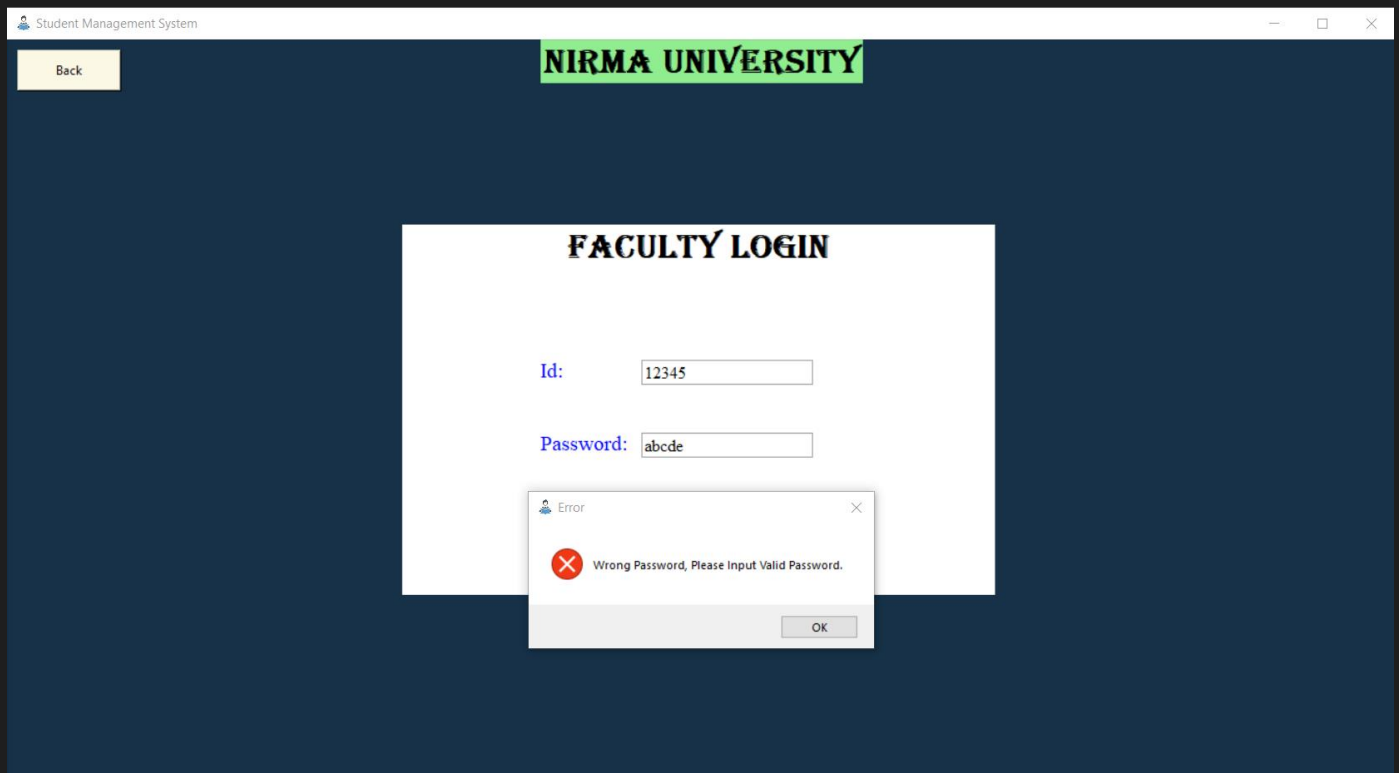 Student Management System
Back
NIRMA UNIVERSITY
FACULTY LOGIN
Id: 12345
Password: abcde
Error
Wrong Password, Please Input Valid Password.
OK